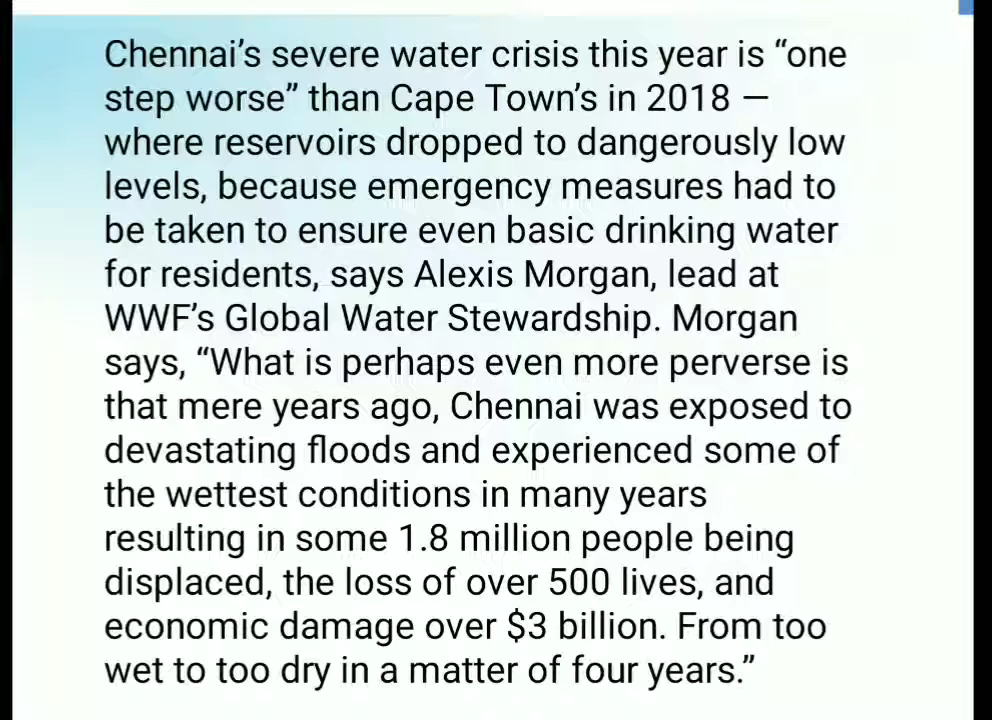 Chennai’s severe water crisis this year is “one
step worse” than Cape Town’s in 2018 —
where reservoirs dropped to dangerously low
levels, because emergency measures had to
be taken to ensure even basic drinking water
for residents, says Alexis Morgan, lead at
WWF’s Global Water Stewardship. Morgan
says, “What is perhaps even more perverse is
that mere years ago, Chennai was exposed to
devastating floods and experienced some of
the wettest conditions in many years
resulting in some 1.8 million people being
displaced, the loss of over 500 lives, and
economic damage over $3 billion. From too
wet to too dry in a matter of four years.”